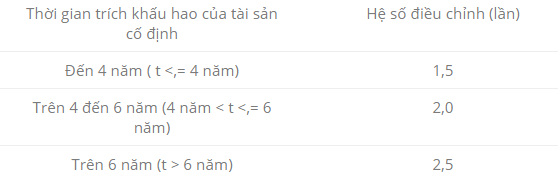 Thời gian trích khấu hao của tài sản cố định
Hệ số điều chỉnh (lần)
Đến 4 năm ( t <,= 4 năm)
1,5
Trên 4 đến 6 năm (4 năm < t <,= 6 năm)
2,0
Trên 6 năm (t > 6 năm)
2,5